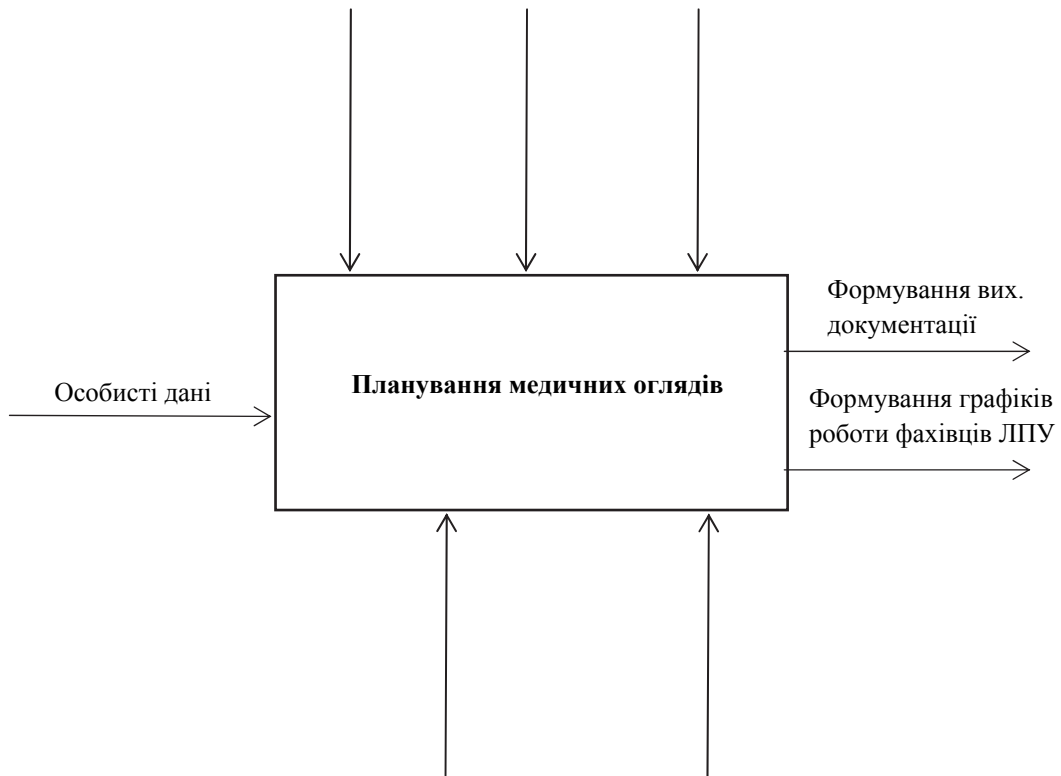 Формування вих.
документації
Особисті дані
Планування медичних оглядів
Формування графіків
роботи фахівців ЛПУ